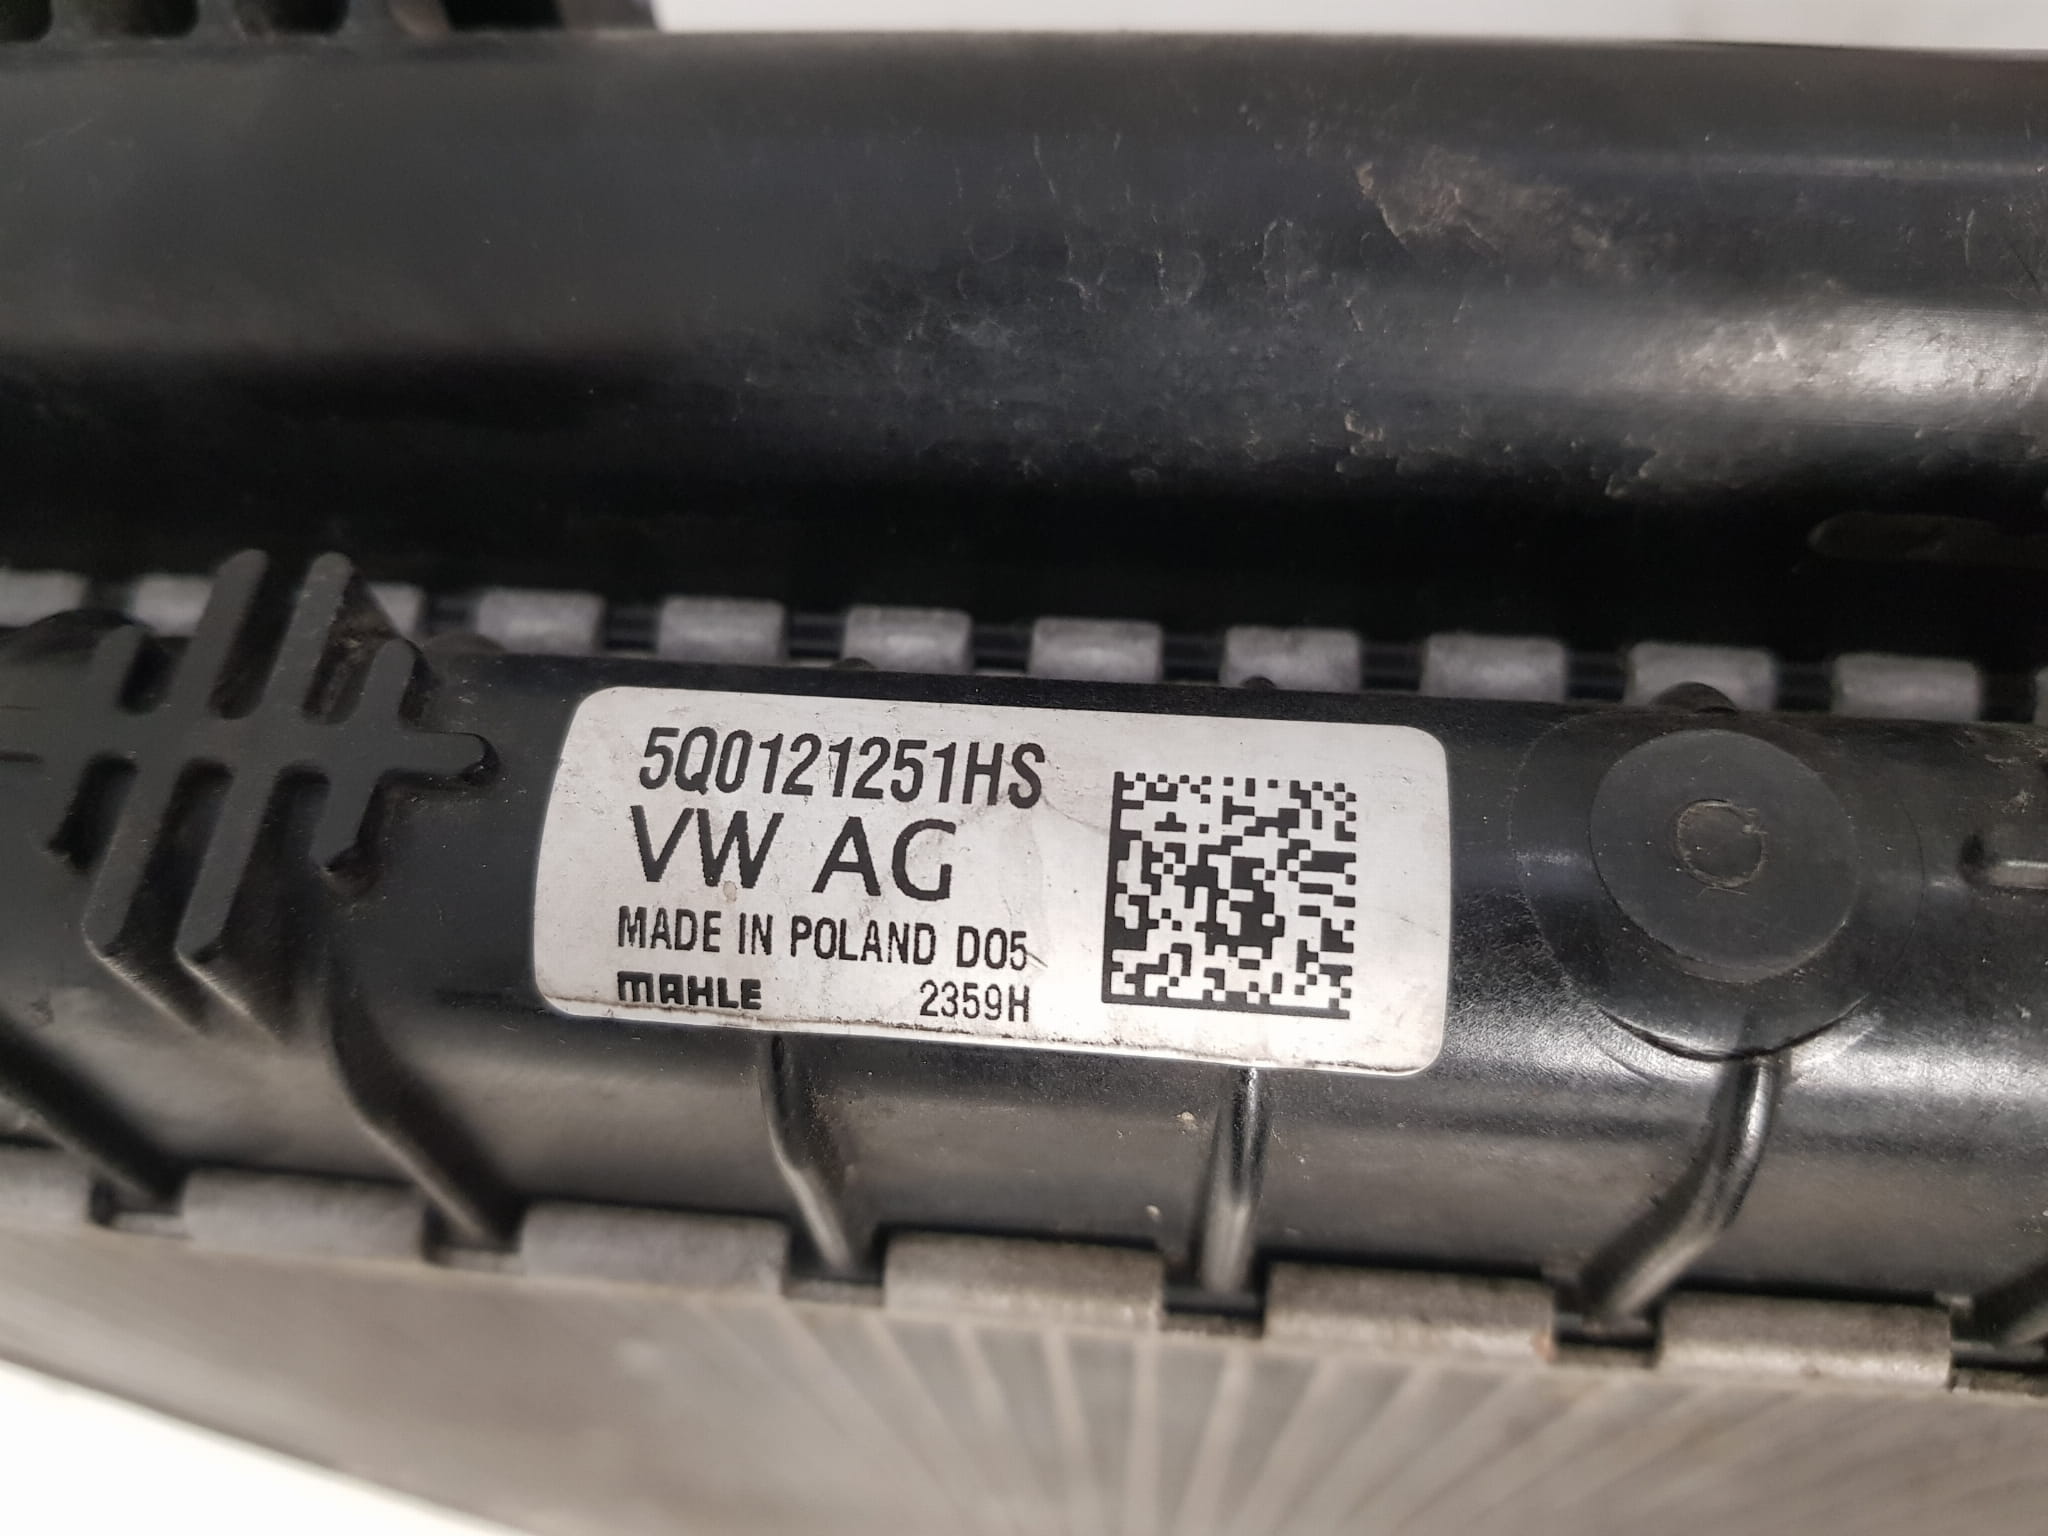 5Q0121251HS
VW AG
MADE IN POLAND D05
MAHLE 2359H